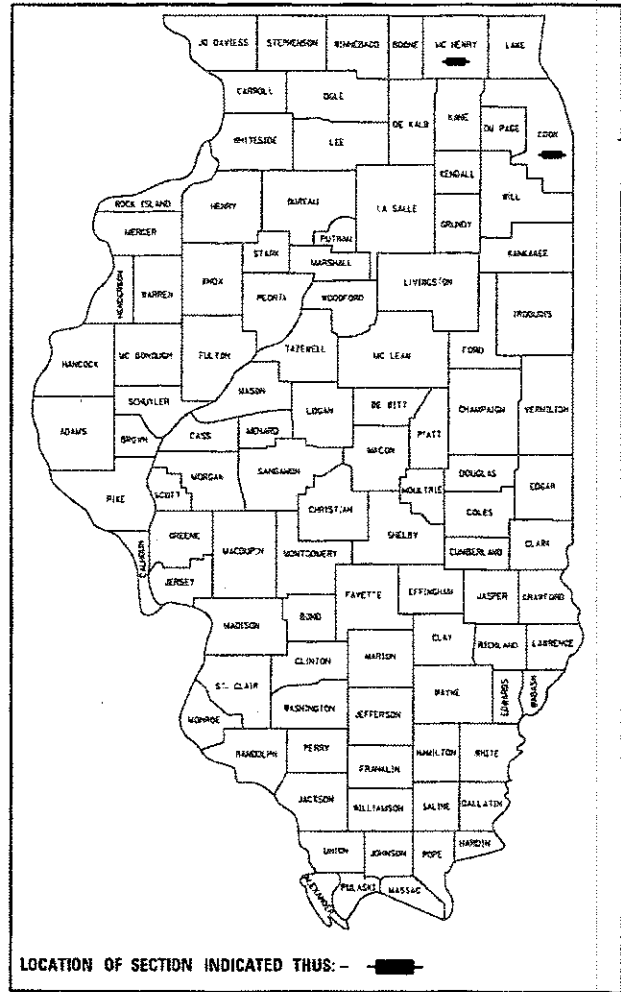 JO DAVIESS STEPHENSON WINNEBAGO BOONE MC HENRY LAKE
CARROLL OGLE
DE KALB KANE DU PAGE COOK
WHITESIDE LEE
KENDALL
ROCK ISLAND HENRY BUREAU LA SALLE WILL
MERCER PUTNAM GRUNDY
STARK MARSHALL KANKAKEE
HENDERSON WARREN KNOX PEORIA WOODFORD LIVINGSTON IROQUOIS
HANCOCK MC DONOUGH FULTON TAZEWELL MC LEAN FORD
SCHUYLER MASON
ADAMS BROWN CASS MENARD LOGAN DE WITT PIATT CHAMPAIGN VERMILION
MACON
PIKE SCOTT MORGAN SANGAMON MOULTRIE DOUGLAS EDGAR
CHRISTIAN COLES
GREENE SHELBY
CALHOUN MACOUPIN MONTGOMERY CUMBERLAND CLARK
JERSEY
FAYETTE EFFINGHAM JASPER CRAWFORD
MADISON BOND
CLAY
CLINTON MARION RICHLAND LAWRENCE
ST. CLAIR WAYNE EDWARDS WABASH
WASHINGTON JEFFERSON
MONROE
RANDOLPH PERRY HAMILTON WHITE
FRANKLIN
JACKSON WILLIAMSON SALINE GALLATIN
UNION JOHNSON POPE HARDIN
ALEXANDER PULASKI MASSAC
LOCATION OF SECTION INDICATED THUS: -